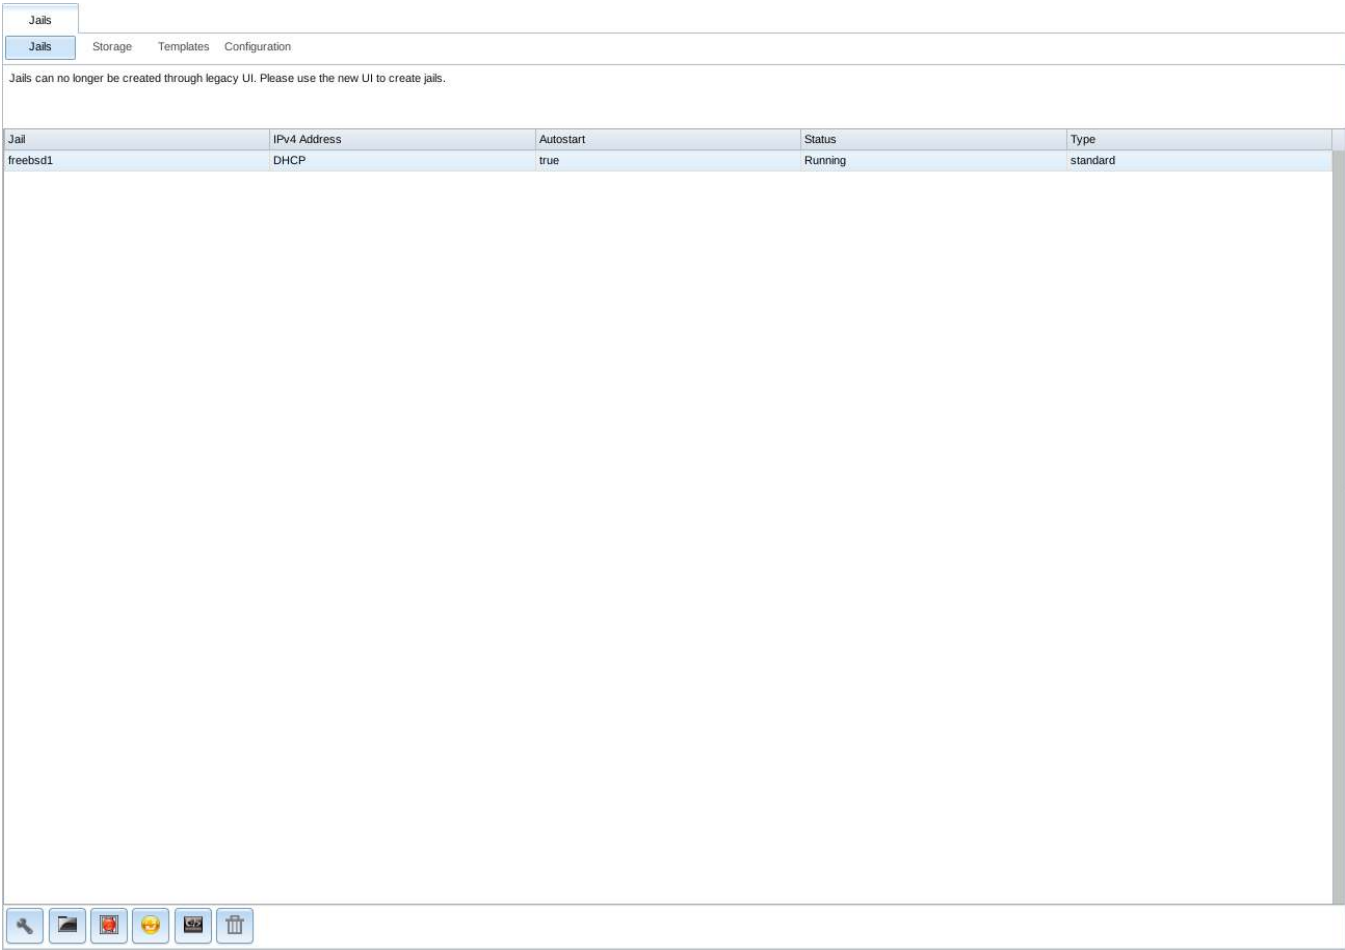 Jails
Jails Storage Templates Configuration
Jails can no longer be created through legacy UI. Please use the new UI to create jails.
Jail IPv4 Address Autostart Status Type
freebsd1 DHCP true Running standard